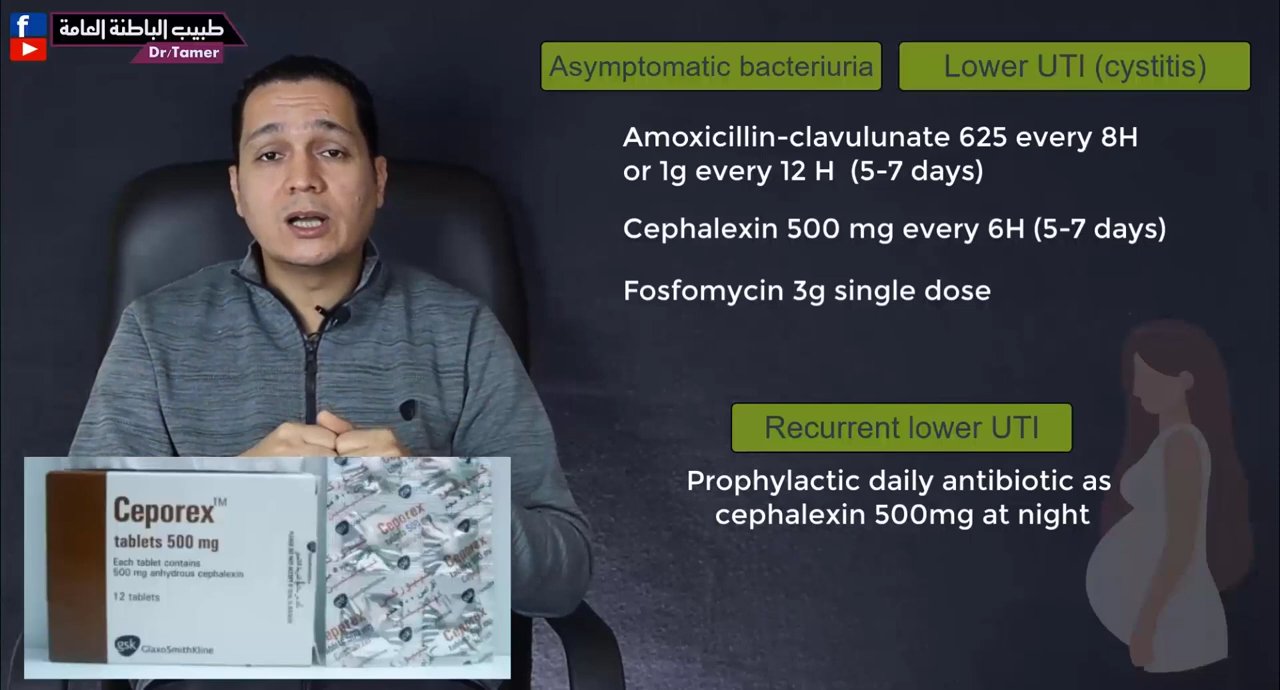 طبيب الباطنة العامة
Dr/Tamer
Asymptomatic bacteriuria
Lower UTI (cystitis)
Amoxicillin-clavulunate 625 every 8H
or 1g every 12 H (5-7 days)
Cephalexin 500 mg every 6H (5-7 days)
Fosfomycin 3g single dose
Recurrent lower UTI
Prophylactic daily antibiotic as
cephalexin 500mg at night
Ceporex™
tablets 500 mg
Each tablet contains
500 mg anhydrous cephalexin
12 tablets
gsk GlaxoSmithKline
Ceporex
Ceporex
Ceporex